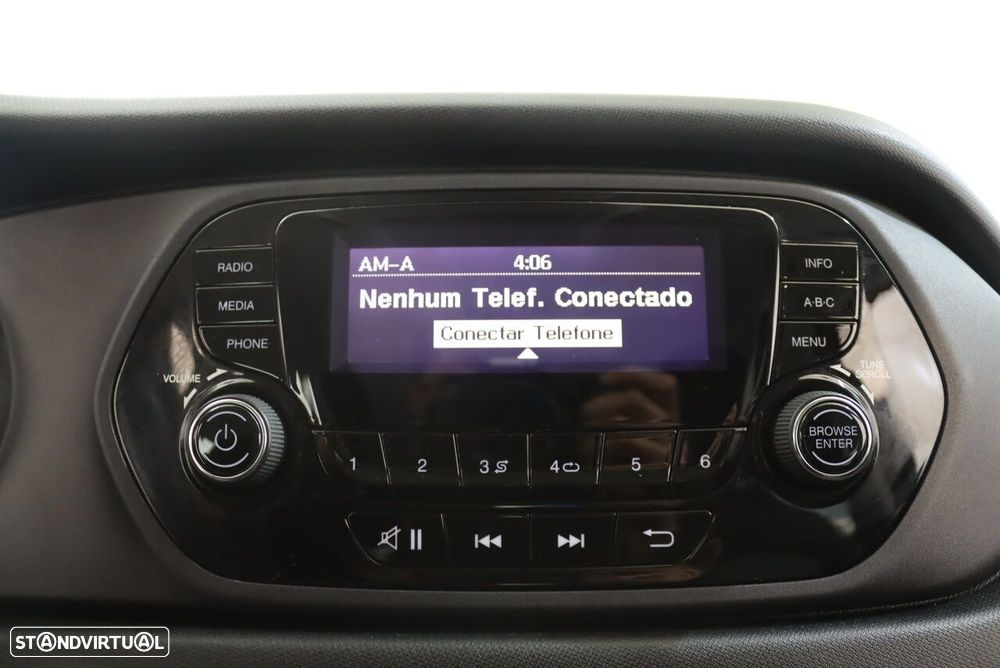 AM-A 4:06
Nenhum Telef. Conectado
Conectar Telefone
RADIO
MEDIA
PHONE
VOLUME
INFO
A·B·C
MENU
TUNE
SCROLL
BROWSE
ENTER
1 2 3 4 5 6
STANDVIRTUAL